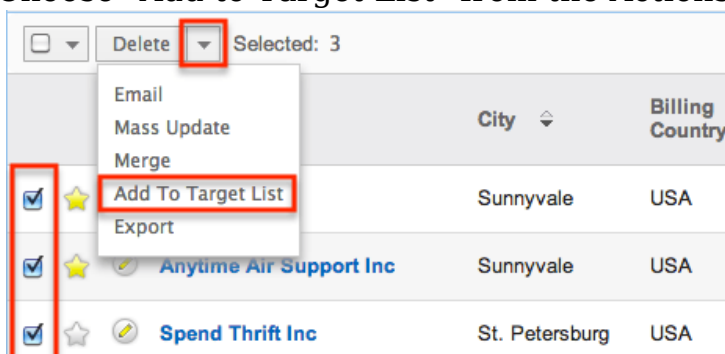 Choose "Add to Target List" from the Actions
Delete Selected: 3
Email
Mass Update
Merge
Add To Target List
Export
City Billing Country
Sunnyvale USA
Anytime Air Support Inc Sunnyvale USA
Spend Thrift Inc St. Petersburg USA